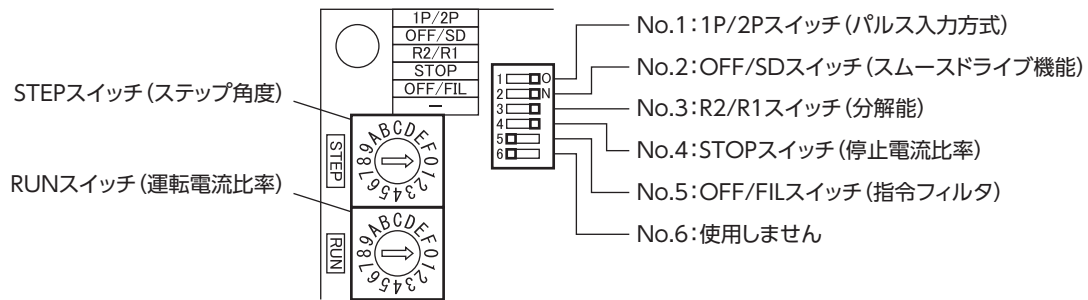 1P/2P
OFF/SD
R2/R1
STOP
OFF/FIL
—
1 O
2 N
3
4
5
6
No.1:1P/2Pスイッチ(パルス入力方式)
No.2:OFF/SDスイッチ(スムースドライブ機能)
No.3:R2/R1スイッチ(分解能)
No.4:STOPスイッチ(停止電流比率)
No.5:OFF/FILスイッチ(指令フィルタ)
No.6:使用しません
STEPスイッチ(ステップ角度)
STEP
0123456789ABCDEF
RUNスイッチ(運転電流比率)
RUN
0123456789ABCDEF